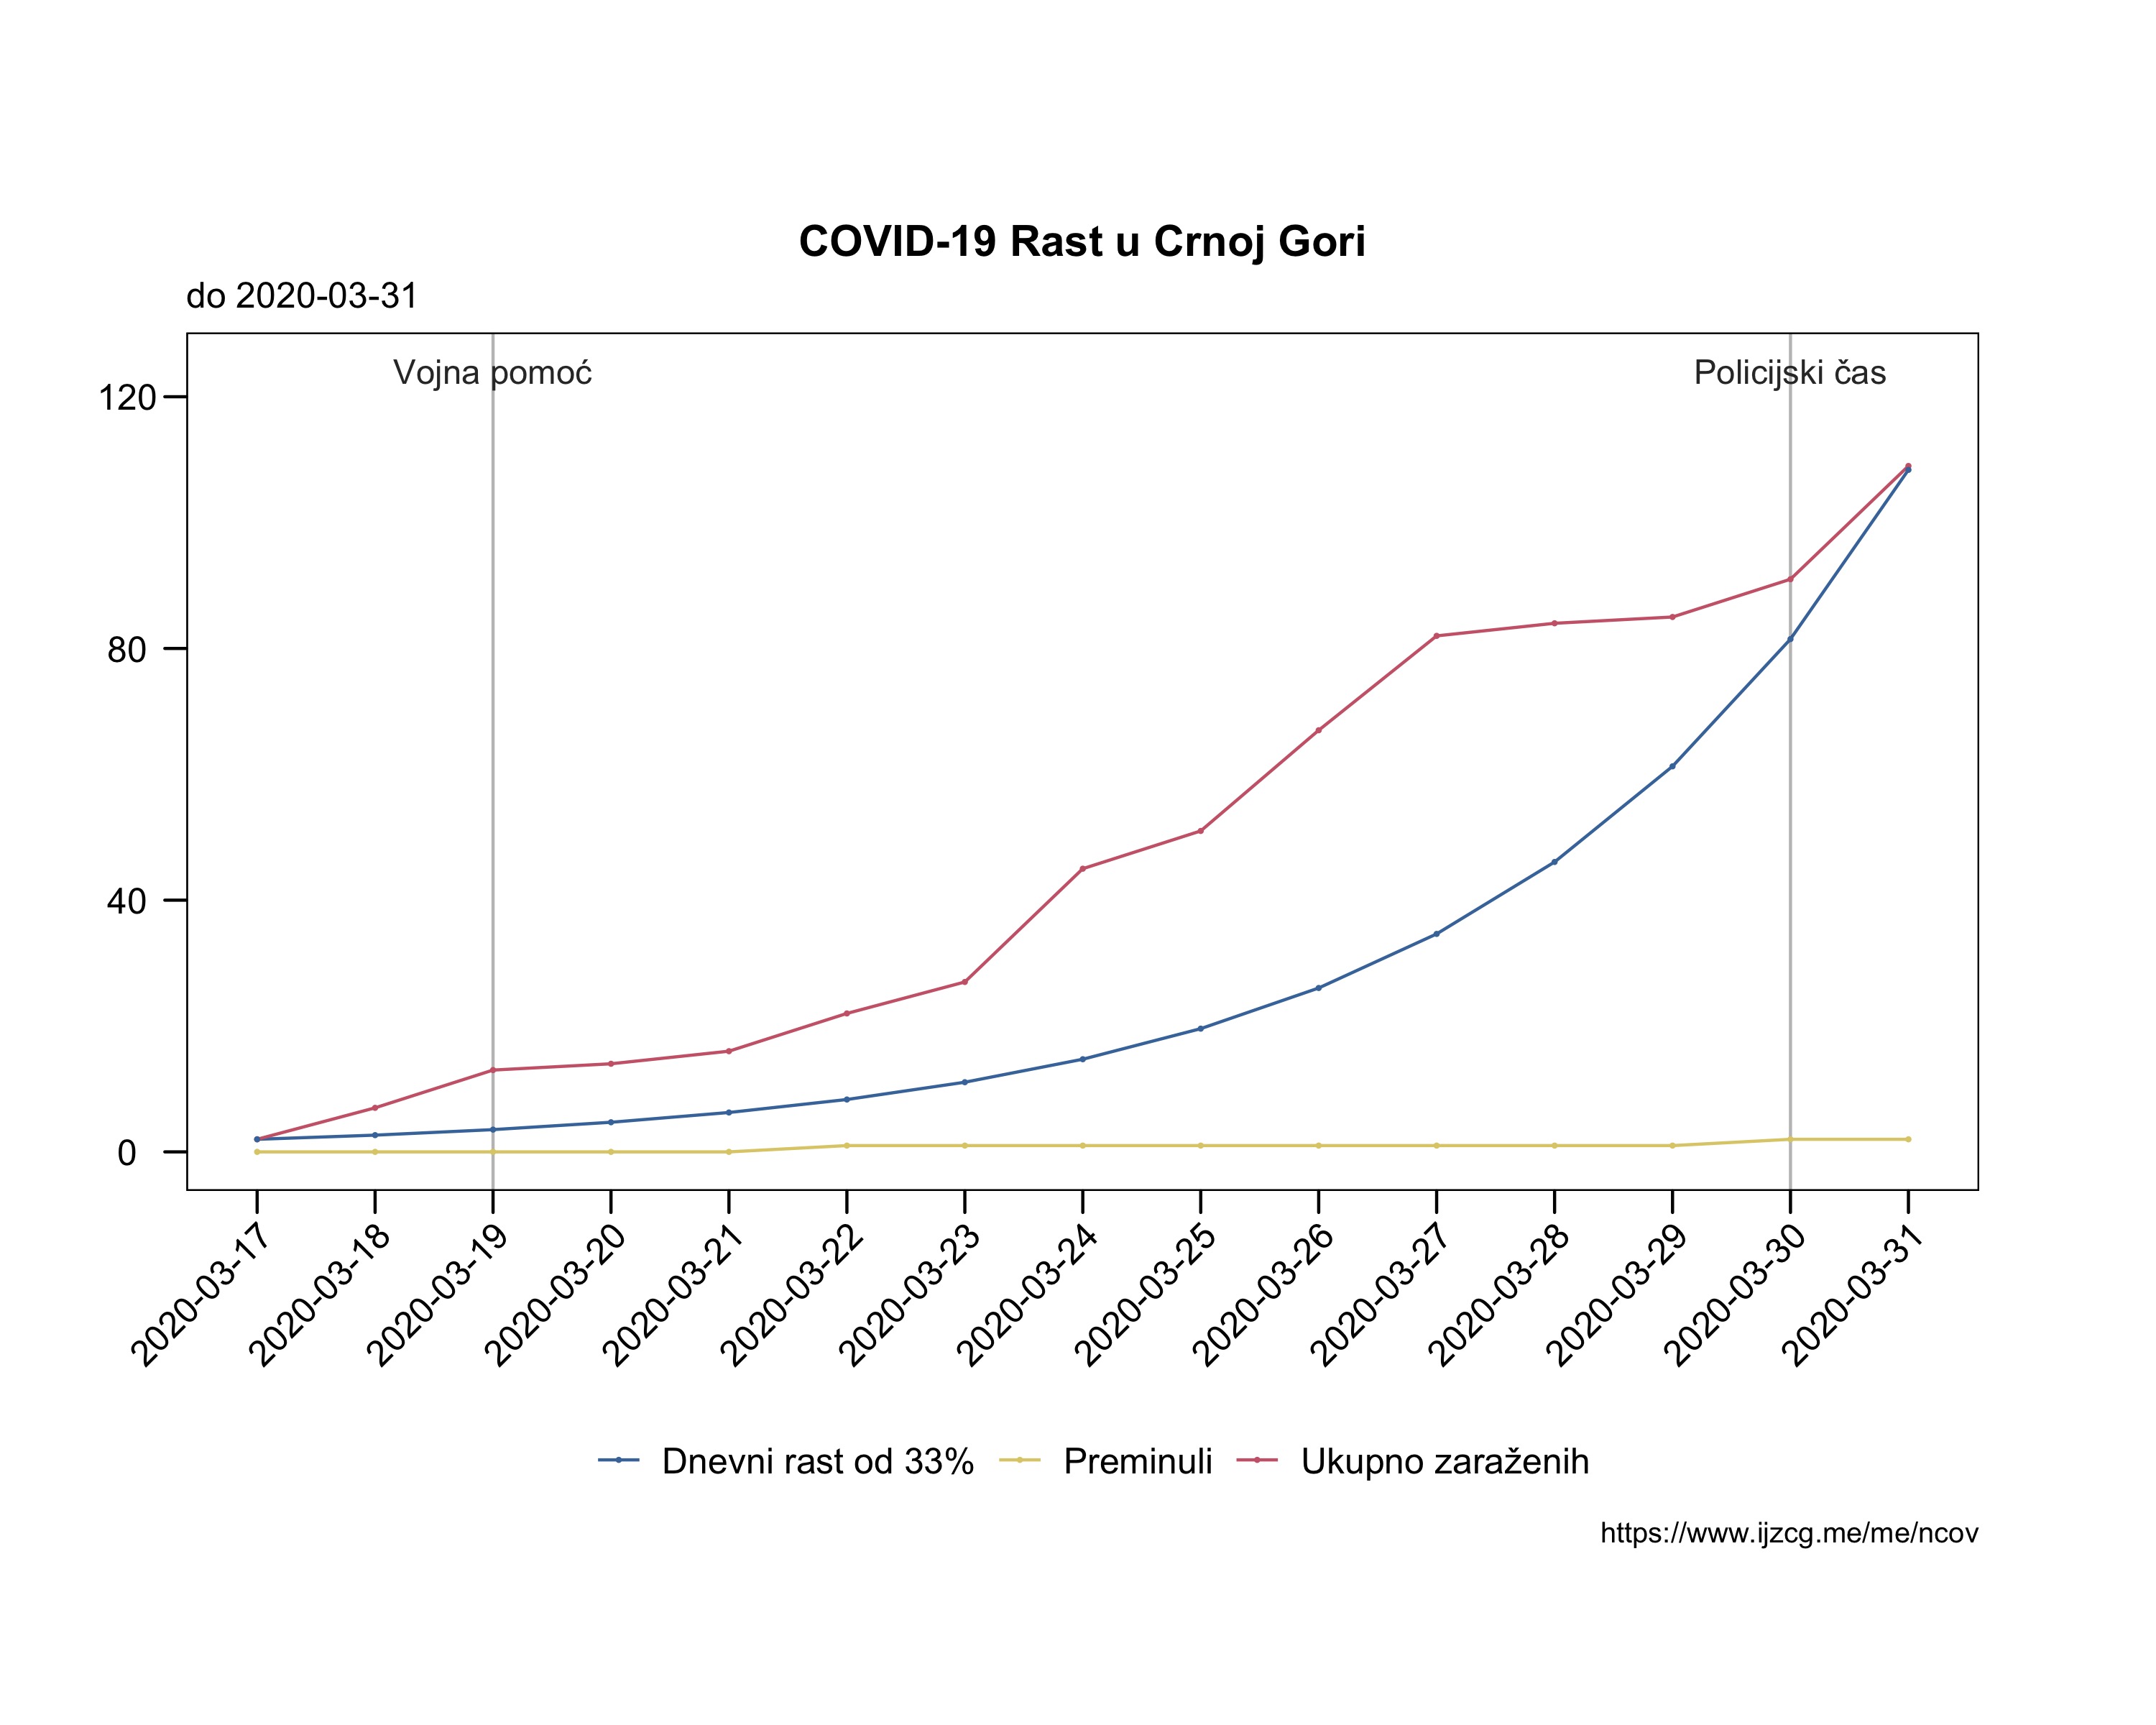 COVID-19 Rast u Crnoj Gori
do 2020-03-31
Vojna pomoć
Policijski čas
120
80
40
0
2020-03-17
2020-03-18
2020-03-19
2020-03-20
2020-03-21
2020-03-22
2020-03-23
2020-03-24
2020-03-25
2020-03-26
2020-03-27
2020-03-28
2020-03-29
2020-03-30
2020-03-31
Dnevni rast od 33%
Preminuli
Ukupno zaraženih
https://www.ijzcg.me/me/ncov